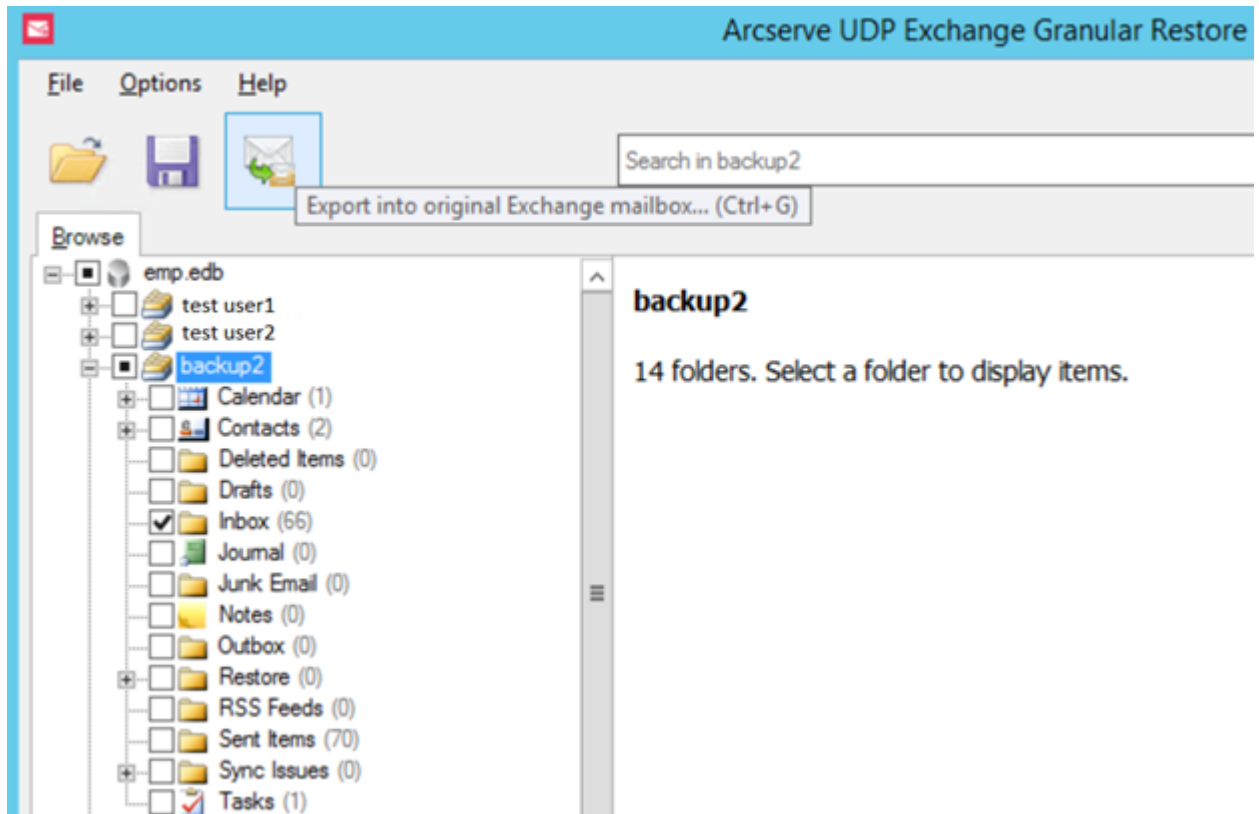 Arcserve UDP Exchange Granular Restore
File Options Help
Search in backup2
Export into original Exchange mailbox... (Ctrl+G)
Browse
emp.edb
test user1
test user2
backup2
Calendar (1)
Contacts (2)
Deleted Items (0)
Drafts (0)
Inbox (66)
Journal (0)
Junk Email (0)
Notes (0)
Outbox (0)
Restore (0)
RSS Feeds (0)
Sent Items (70)
Sync Issues (0)
Tasks (1)
backup2
14 folders. Select a folder to display items.